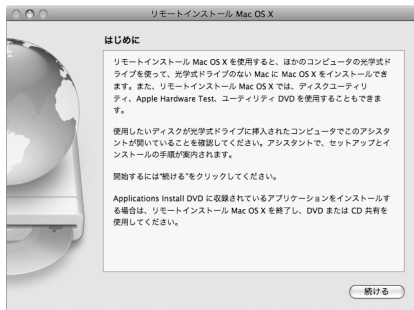 リモートインストール Mac OS X
はじめに
リモートインストール Mac OS X を使用すると、ほかのコンピュータの光学式ド
ライブを使って、光学式ドライブのない Mac に Mac OS X をインストールでき
ます。また、リモートインストール Mac OS X では、ディスクユーティリ
ティ、Apple Hardware Test、ユーティリティ DVD を使用することもできま
す。
使用したいディスクが光学式ドライブに挿入されたコンピュータでこのアシスタ
ントが開いていることを確認してください。アシスタントで、セットアップとイ
ンストールの手順が案内されます。
開始するには“続ける”をクリックしてください。
Applications Install DVD に収録されているアプリケーションをインストールす
る場合は、リモートインストール Mac OS X を終了し、DVD または CD 共有を
使用してください。
続ける